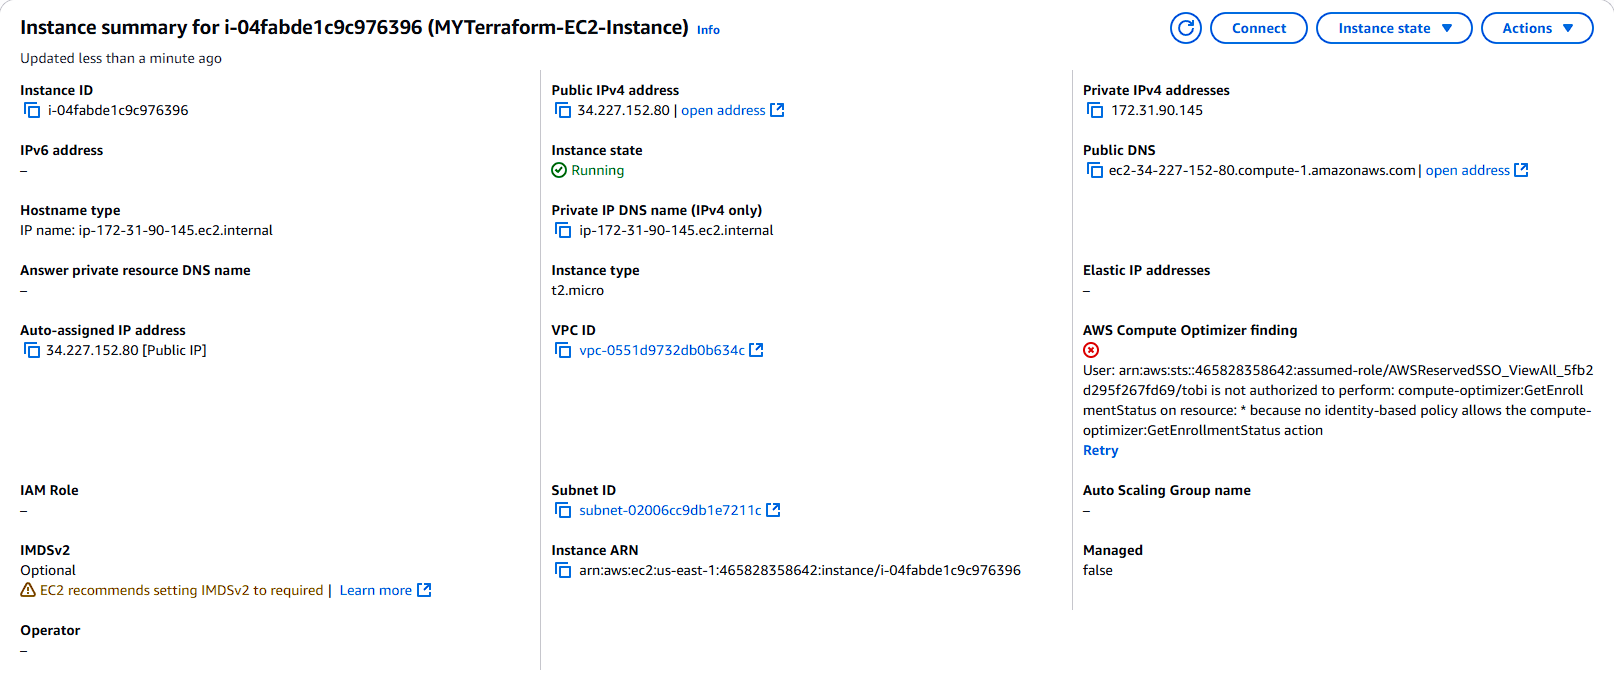 Instance summary for i-04fabde1c9c976396 (MYTerraform-EC2-Instance) Info
Connect
Instance state
Actions
Updated less than a minute ago
Instance ID
i-04fabde1c9c976396
Public IPv4 address
34.227.152.80 | open address
Private IPv4 addresses
172.31.90.145
IPv6 address
–
Instance state
Running
Public DNS
ec2-34-227-152-80.compute-1.amazonaws.com | open address
Hostname type
IP name: ip-172-31-90-145.ec2.internal
Private IP DNS name (IPv4 only)
ip-172-31-90-145.ec2.internal
Answer private resource DNS name
–
Instance type
t2.micro
Elastic IP addresses
–
Auto-assigned IP address
34.227.152.80 [Public IP]
VPC ID
vpc-0551d9732db0b634c
AWS Compute Optimizer finding
User: arn:aws:sts::465828358642:assumed-role/AWSReservedSSO_ViewAll_5fb2
d295f267fd69/tobi is not authorized to perform: compute-optimizer:GetEnroll
mentStatus on resource: * because no identity-based policy allows the compute-
optimizer:GetEnrollmentStatus action
Retry
IAM Role
–
Subnet ID
subnet-02006cc9db1e7211c
Auto Scaling Group name
–
IMDSv2
Optional
EC2 recommends setting IMDSv2 to required | Learn more
Instance ARN
arn:aws:ec2:us-east-1:465828358642:instance/i-04fabde1c9c976396
Managed
false
Operator
–